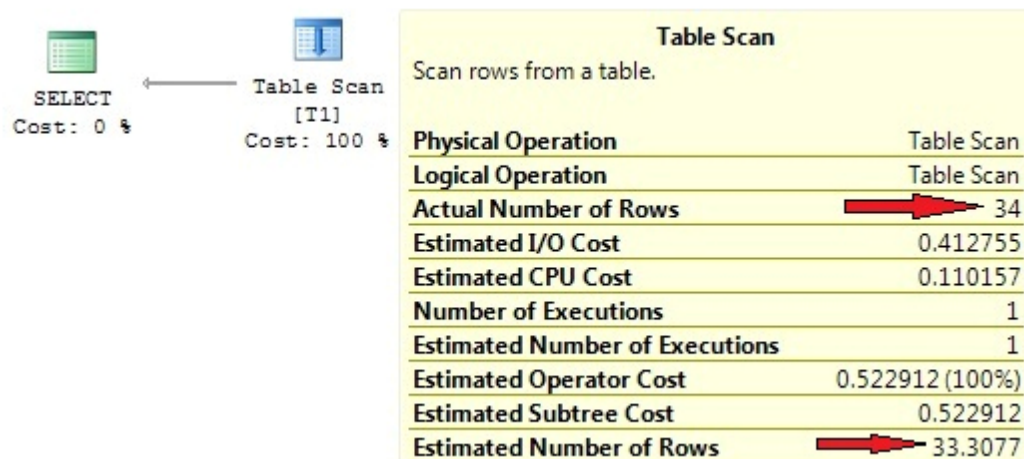 SELECT
Cost: 0 %
Table Scan
[T1]
Cost: 100 %
Table Scan
Scan rows from a table.
Physical Operation Table Scan
Logical Operation Table Scan
Actual Number of Rows 34
Estimated I/O Cost 0.412755
Estimated CPU Cost 0.110157
Number of Executions 1
Estimated Number of Executions 1
Estimated Operator Cost 0.522912 (100%)
Estimated Subtree Cost 0.522912
Estimated Number of Rows 33.3077